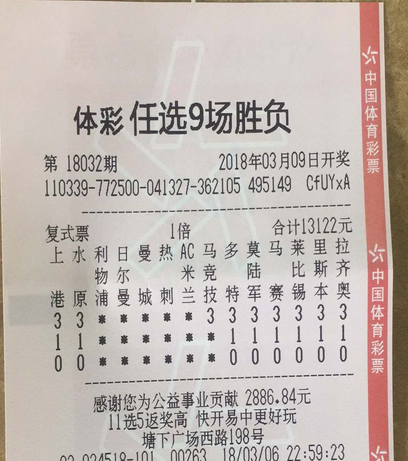 体彩 任选9场胜负
第 18032期 2018年03月09日开奖
110339-772500-041327-362105 495149 CfUYxA
复式票 1倍 合计13122元
上 水 利 日 曼 热 AC 马 多 莫 马 莱 里 拉
物 尔 米 竞 陆 比 斯 齐
港 原 浦 曼 城 刺 兰 技 特 军 赛 锡 本 奥
3 3 * * * * * 3 3 3 3 3 3 3
1 1 * * * * * 1 1 1 1 1 1
0 0 * * * * * 0 0 0 0 0 0
感谢您为公益事业贡献 2886.84元
11选5返奖高 快开易中更好玩
塘下广场西路198号
00263 18/03/06 22:59:23
中国体育彩票
中国体育彩票